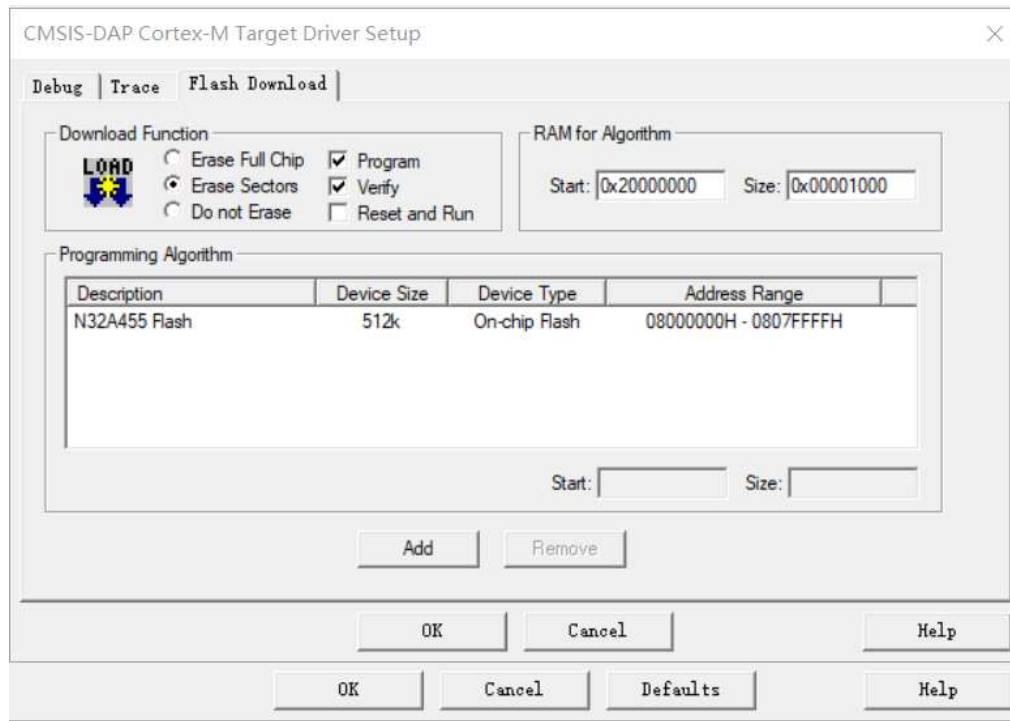 CMSIS-DAP Cortex-M Target Driver Setup
Debug Trace Flash Download
Download Function
LOAD
Erase Full Chip
Erase Sectors
Do not Erase
Program
Verify
Reset and Run
RAM for Algorithm
Start: 0x20000000 Size: 0x00001000
Programming Algorithm
Description Device Size Device Type Address Range
N32A455 Flash 512k On-chip Flash 08000000H - 0807FFFFH
Start: Size:
Add Remove
OK Cancel Help
OK Cancel Defaults Help